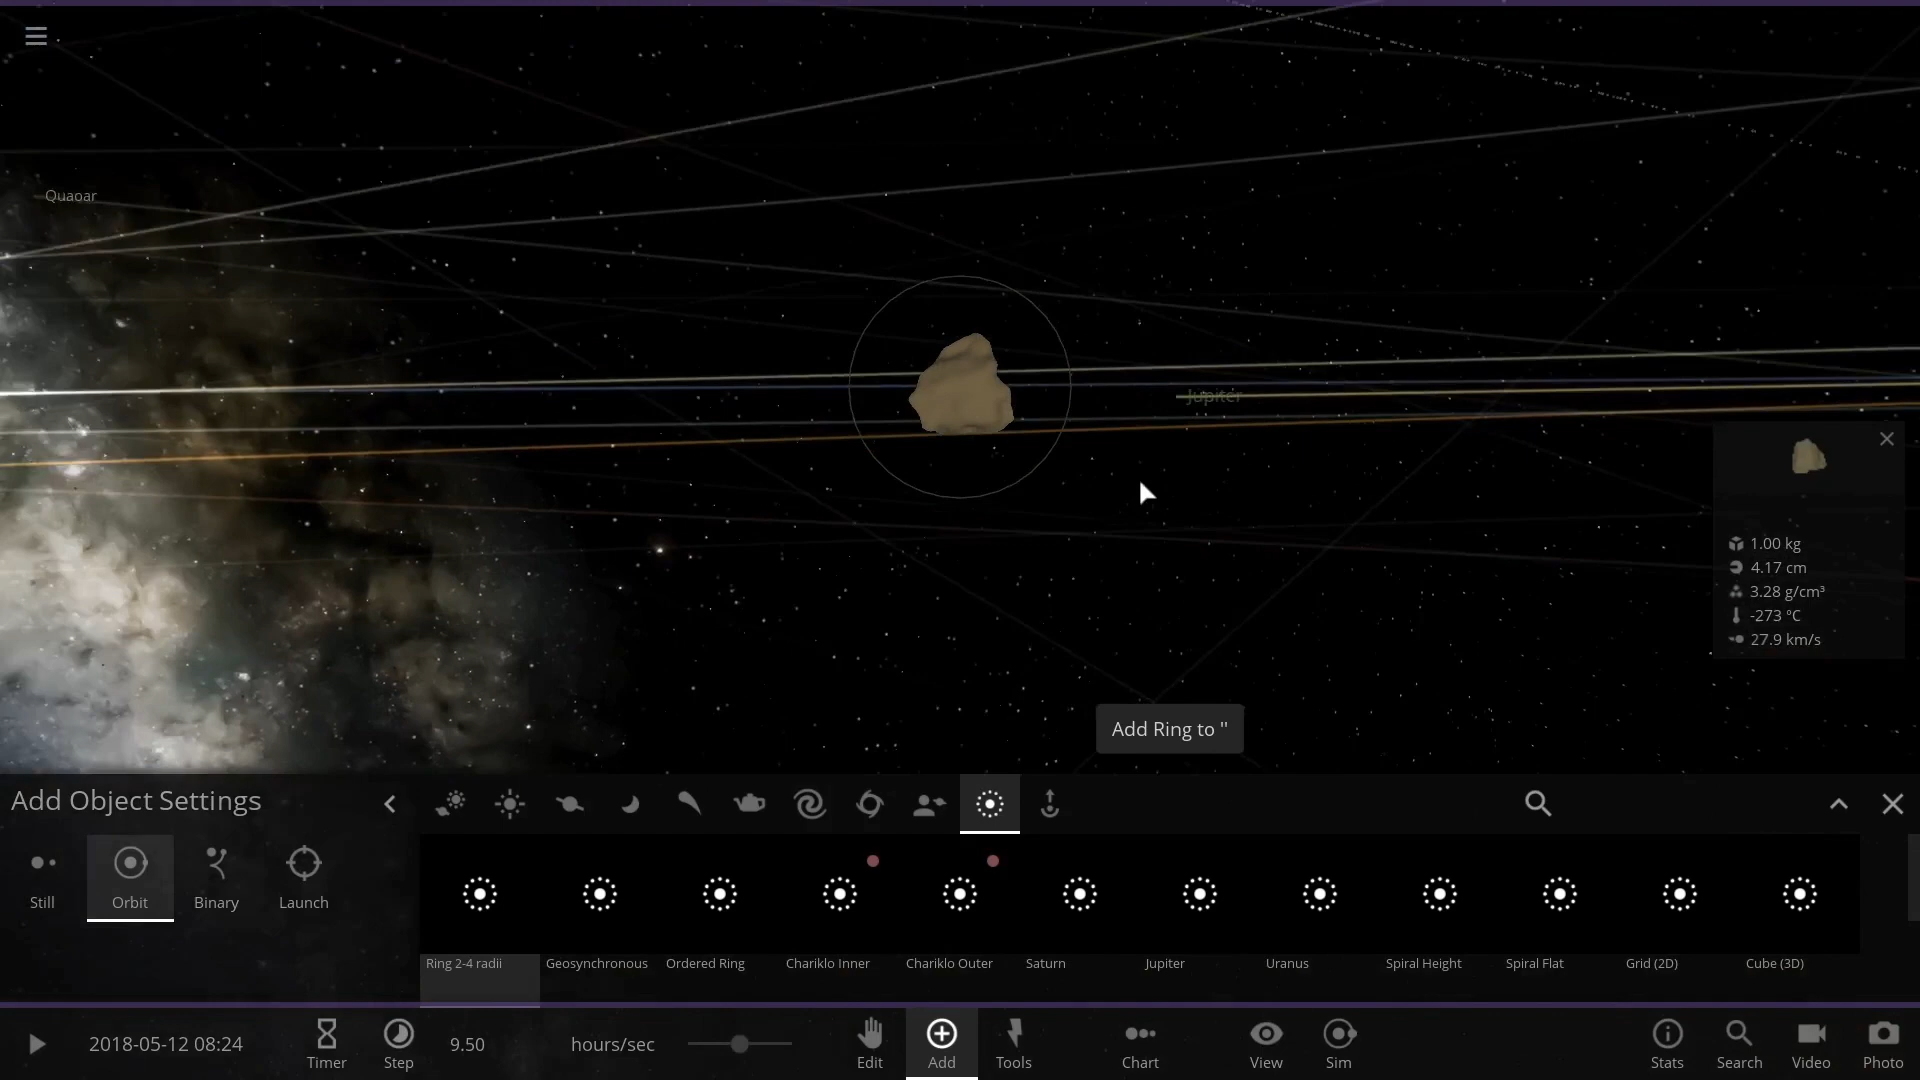 Quaoar
Jupiter
1.00 kg
4.17 cm
3.28 g/cm³
-273 °C
27.9 km/s
Add Ring to ''
Add Object Settings
Still
Orbit
Binary
Launch
Ring 2-4 radii
Geosynchronous
Ordered Ring
Chariklo Inner
Chariklo Outer
Saturn
Jupiter
Uranus
Spiral Height
Spiral Flat
Grid (2D)
Cube (3D)
2018-05-12 08:24
Timer
Step
9.50
hours/sec
Edit
Add
Tools
Chart
View
Sim
Stats
Search
Video
Photo